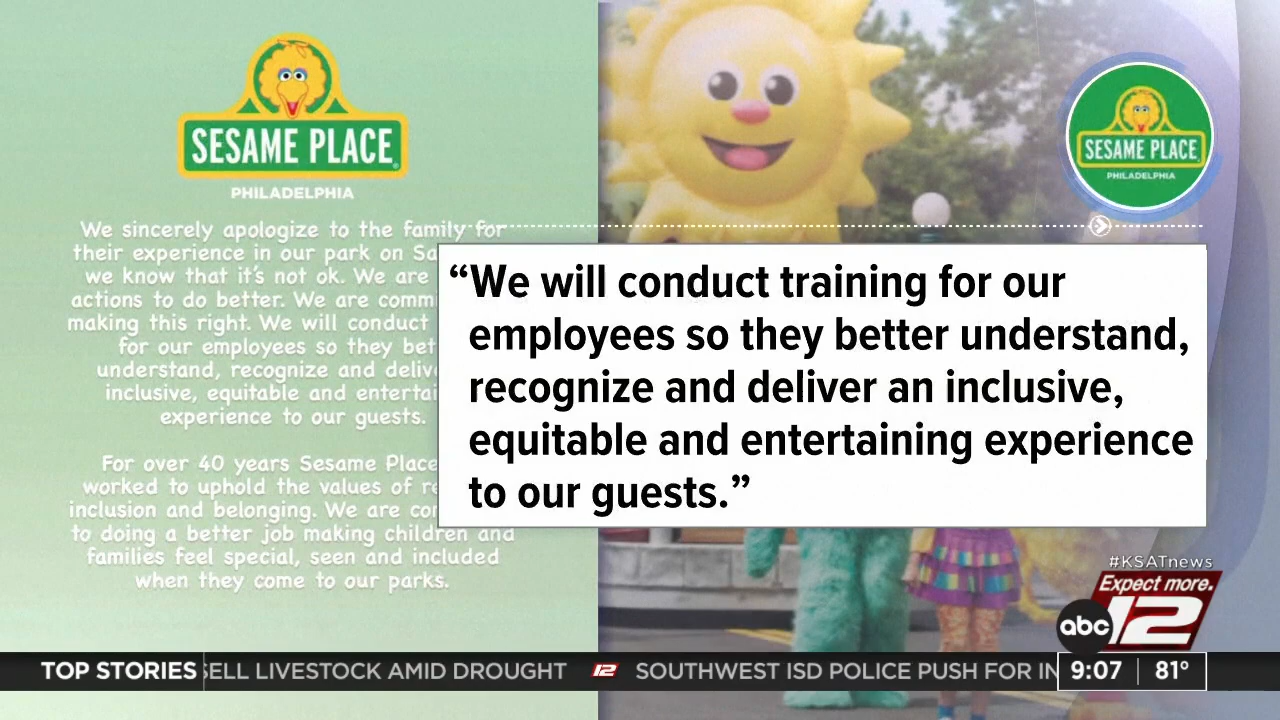 SESAME PLACE
PHILADELPHIA
We sincerely apologize to the family for
their experience in our park on
we know that it's not ok. We are
actions to do better. We are
making this right. We will conduct
for our employees so they
understand, recognize and
inclusive, equitable and
experience to our guests.
For over 40 years Sesame Place
worked to uphold the values of
inclusion and belonging. We are
to doing a better job making children and
families feel special, seen and included
when they come to our parks.
SESAME PLACE
PHILADELPHIA
“We will conduct training for our
employees so they better understand,
recognize and deliver an inclusive,
equitable and entertaining experience
to our guests.”
#KSATnews
Expect more.
abc 12
TOP STORIES SELL LIVESTOCK AMID DROUGHT 12 SOUTHWEST ISD POLICE PUSH FOR
9:07 81°